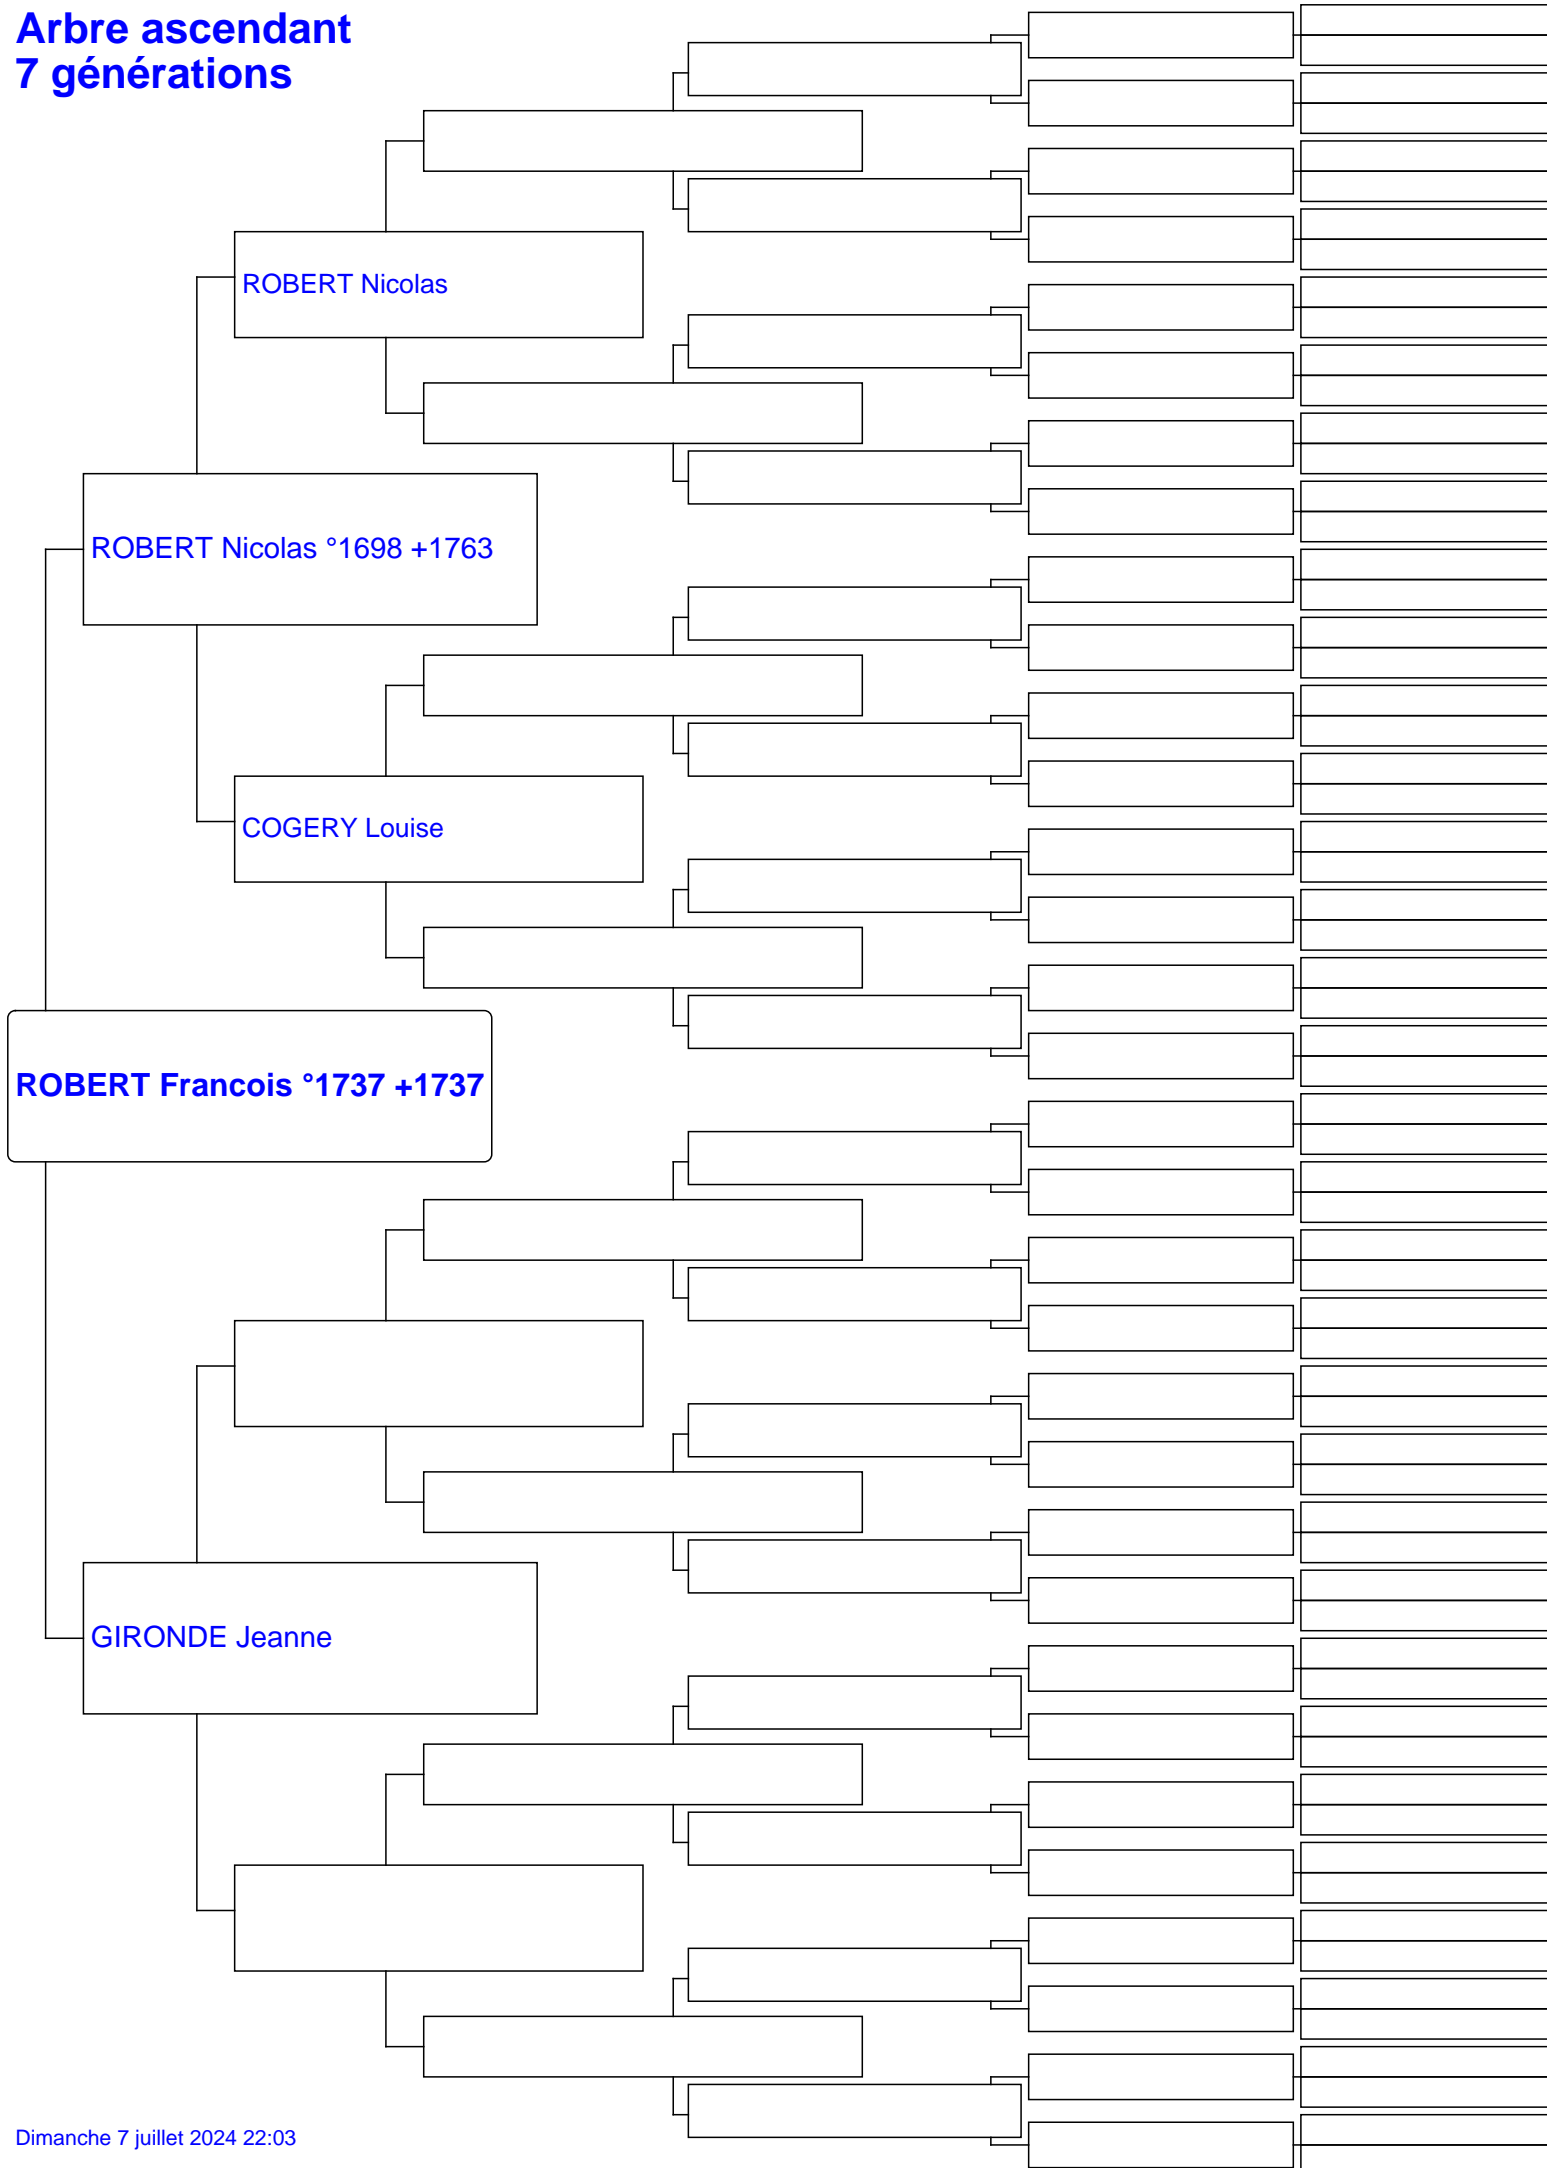 Arbre ascendant
7 générations
ROBERT Nicolas
ROBERT Nicolas °1698 +1763
COGERY Louise
ROBERT Francois °1737 +1737
GIRONDE Jeanne
Dimanche 7 juillet 2024 22:03